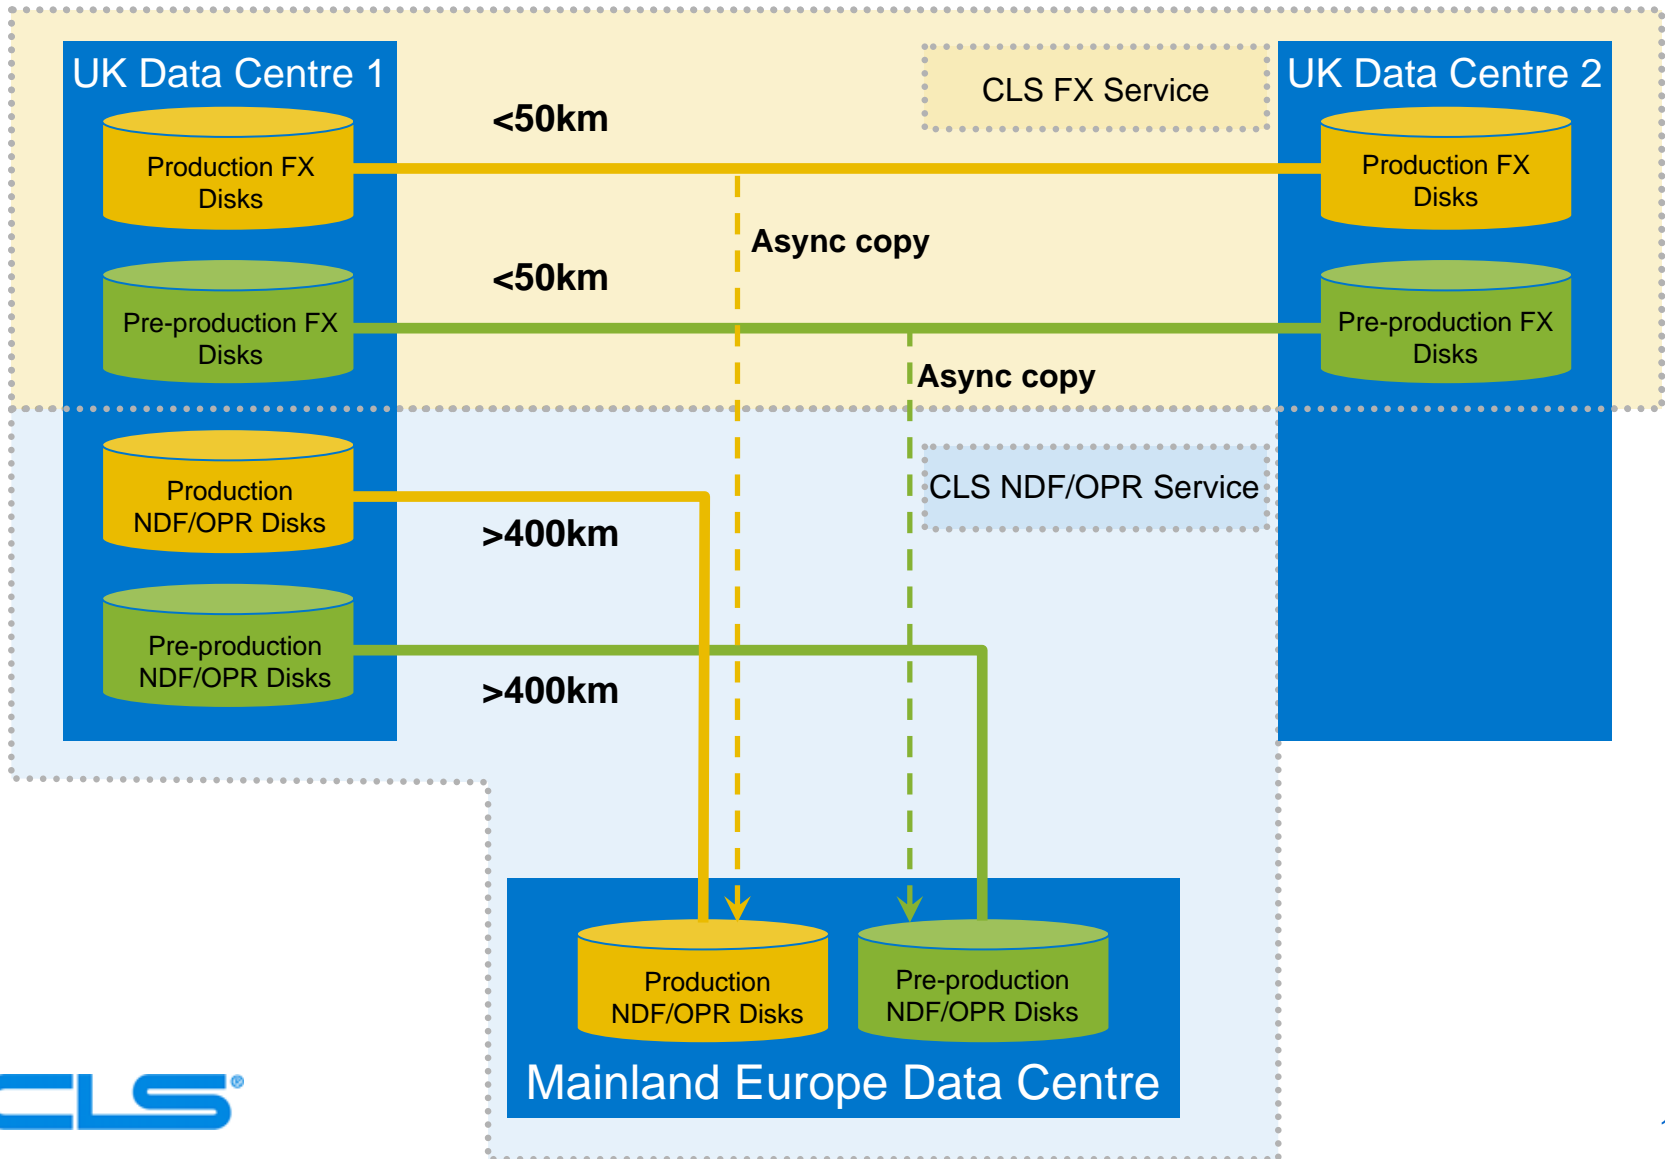 UK Data Centre 1
UK Data Centre 2
CLS FX Service
<50km
Production FX
Disks
Production FX
Disks
Async copy
<50km
Pre-production FX
Disks
Pre-production FX
Disks
Async copy
CLS NDF/OPR Service
Production
NDF/OPR Disks
>400km
Pre-production
NDF/OPR Disks
>400km
Production
NDF/OPR Disks
Pre-production
NDF/OPR Disks
Mainland Europe Data Centre
CLS®